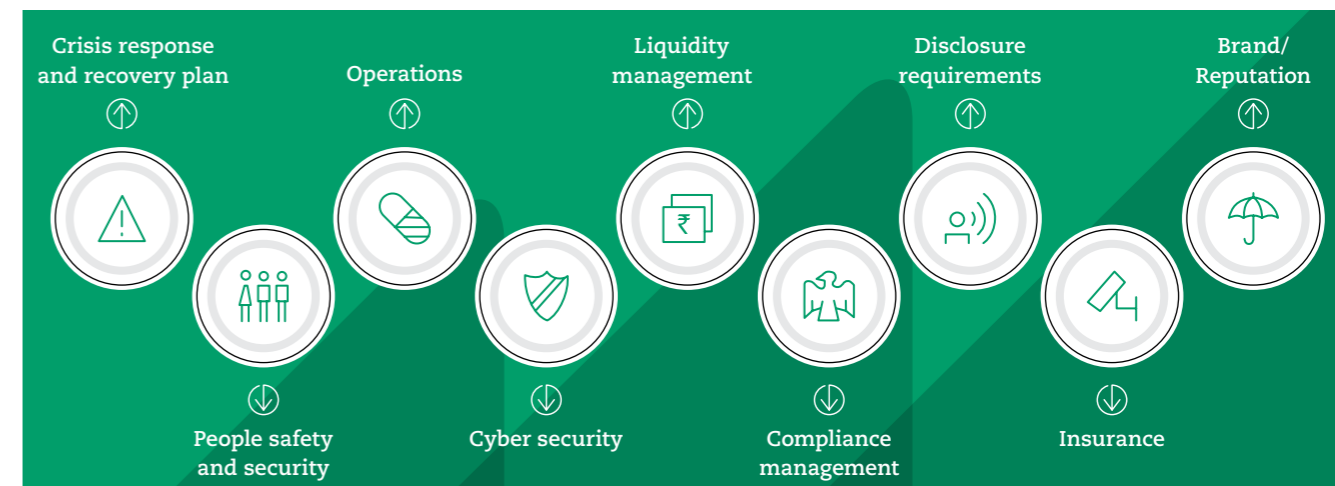 Crisis response
and recovery plan
Operations
Liquidity
management
Disclosure
requirements
Brand/
Reputation
₹
People safety
and security
Cyber security
Compliance
management
Insurance